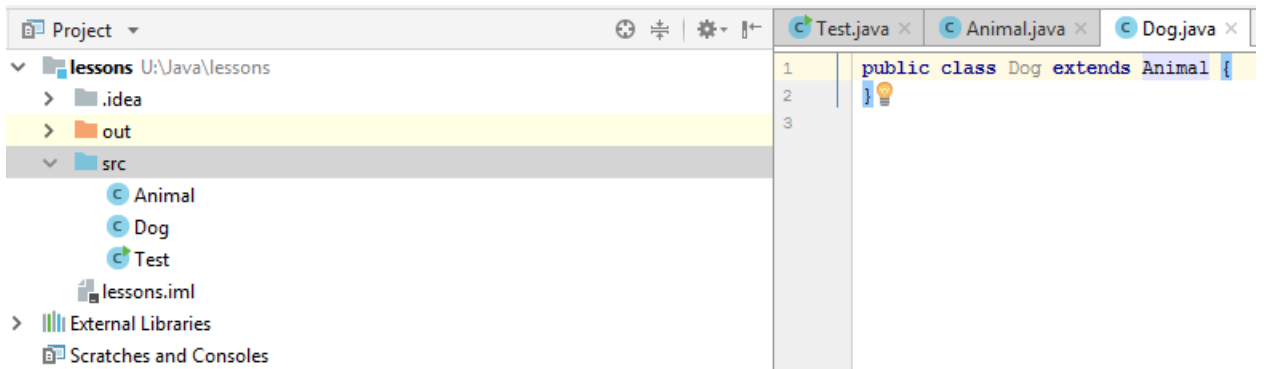 Project
lessons U:\Java\lessons
.idea
out
src
Animal
Dog
Test
lessons.iml
External Libraries
Scratches and Consoles
Test.java Animal.java Dog.java
1 public class Dog extends Animal {
2 }
3